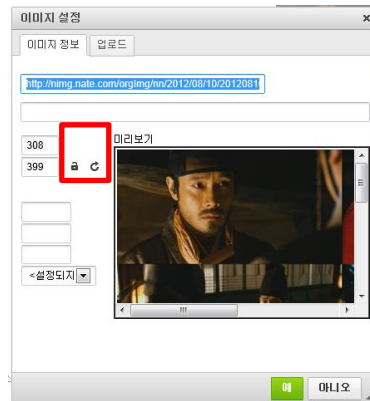 이미지 설정
이미지 정보 업로드
http://nimg.nate.com/orgImg/nn/2012/08/10/2012081
308
미리보기
399
<설정되지
예 아니오